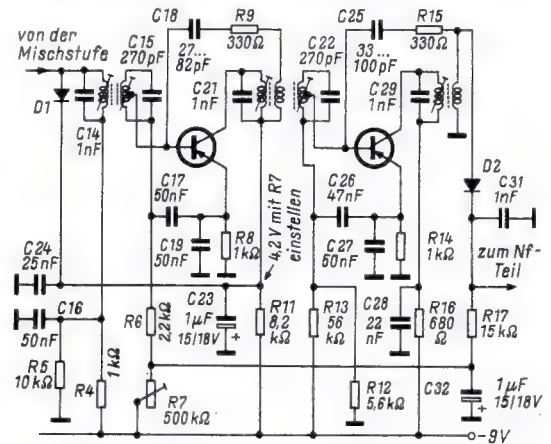 C18
R9
C25
R15
von der
Mischstufe
C15
270pF
27...
82pF
330Ω
C22
270pF
33...
100pF
330Ω
D1
C21
1nF
C29
1nF
C14
1nF
D2
C17
50nF
C26
47nF
C31
1nF
C19
50nF
R8
1kΩ
4,2V mit R7
einstellen
C27
50nF
R14
1kΩ
zum Nf-
Teil
C24
25nF
C16
50nF
R6
2,2kΩ
C23
1µF
15/18V
+
R11
8,2
kΩ
R13
56
kΩ
C28
22
nF
R16
680
Ω
R17
15kΩ
R5
10kΩ
R4
1kΩ
R7
500kΩ
R12
5,6kΩ
C32
1µF
15/18V
+
-9V